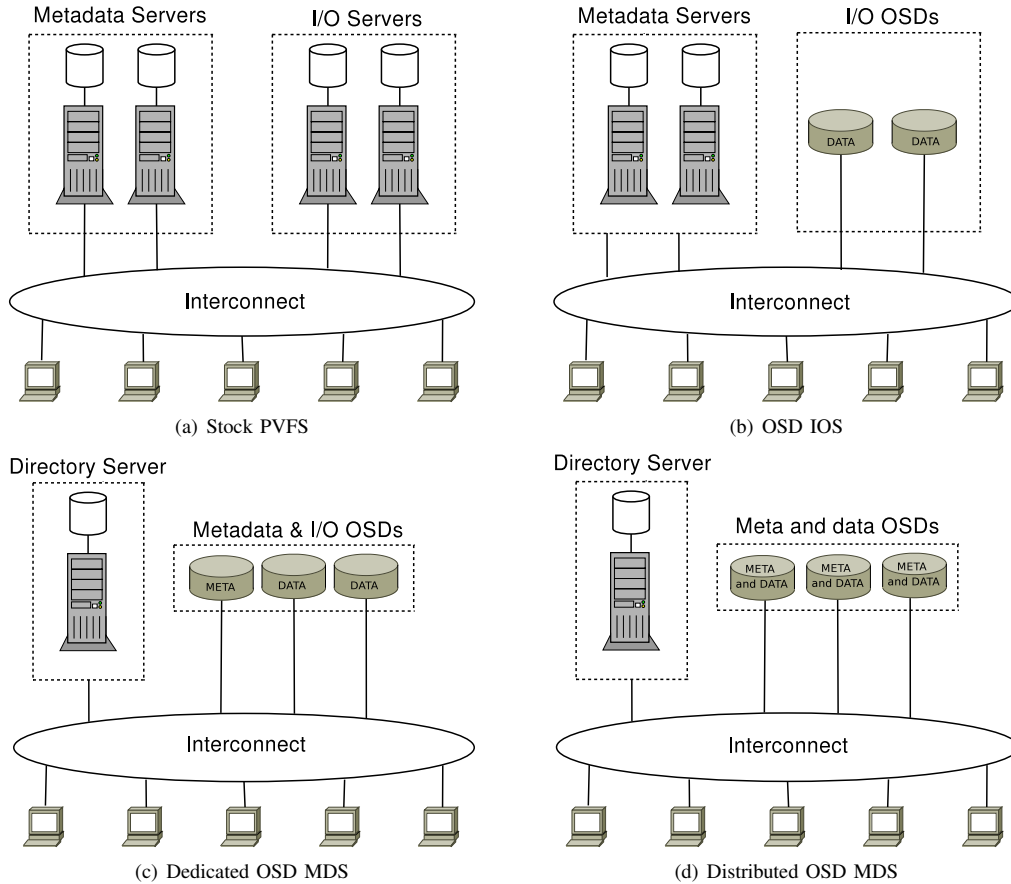 Metadata Servers
I/O Servers
Interconnect
(a) Stock PVFS
Metadata Servers
I/O OSDs
DATA
DATA
Interconnect
(b) OSD IOS
Directory Server
Metadata & I/O OSDs
META
DATA
DATA
Interconnect
(c) Dedicated OSD MDS
Directory Server
Meta and data OSDs
META
and DATA
META
and DATA
META
and DATA
Interconnect
(d) Distributed OSD MDS